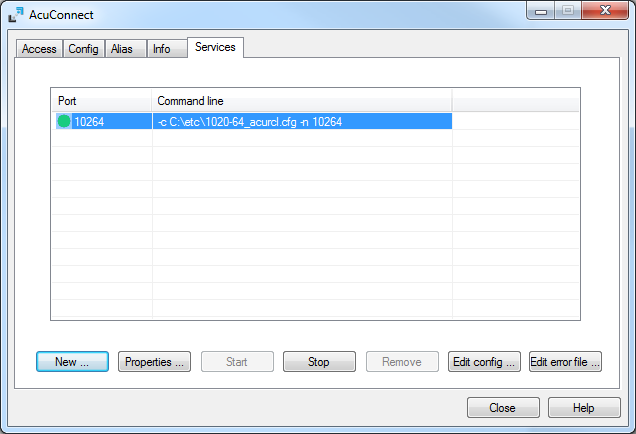 AcuConnect
Access Config Alias Info Services
Port Command line
10264 -c C:\etc\1020-64_acurcl.cfg -n 10264
New ... Properties ... Start Stop Remove Edit config ... Edit error file ...
Close Help